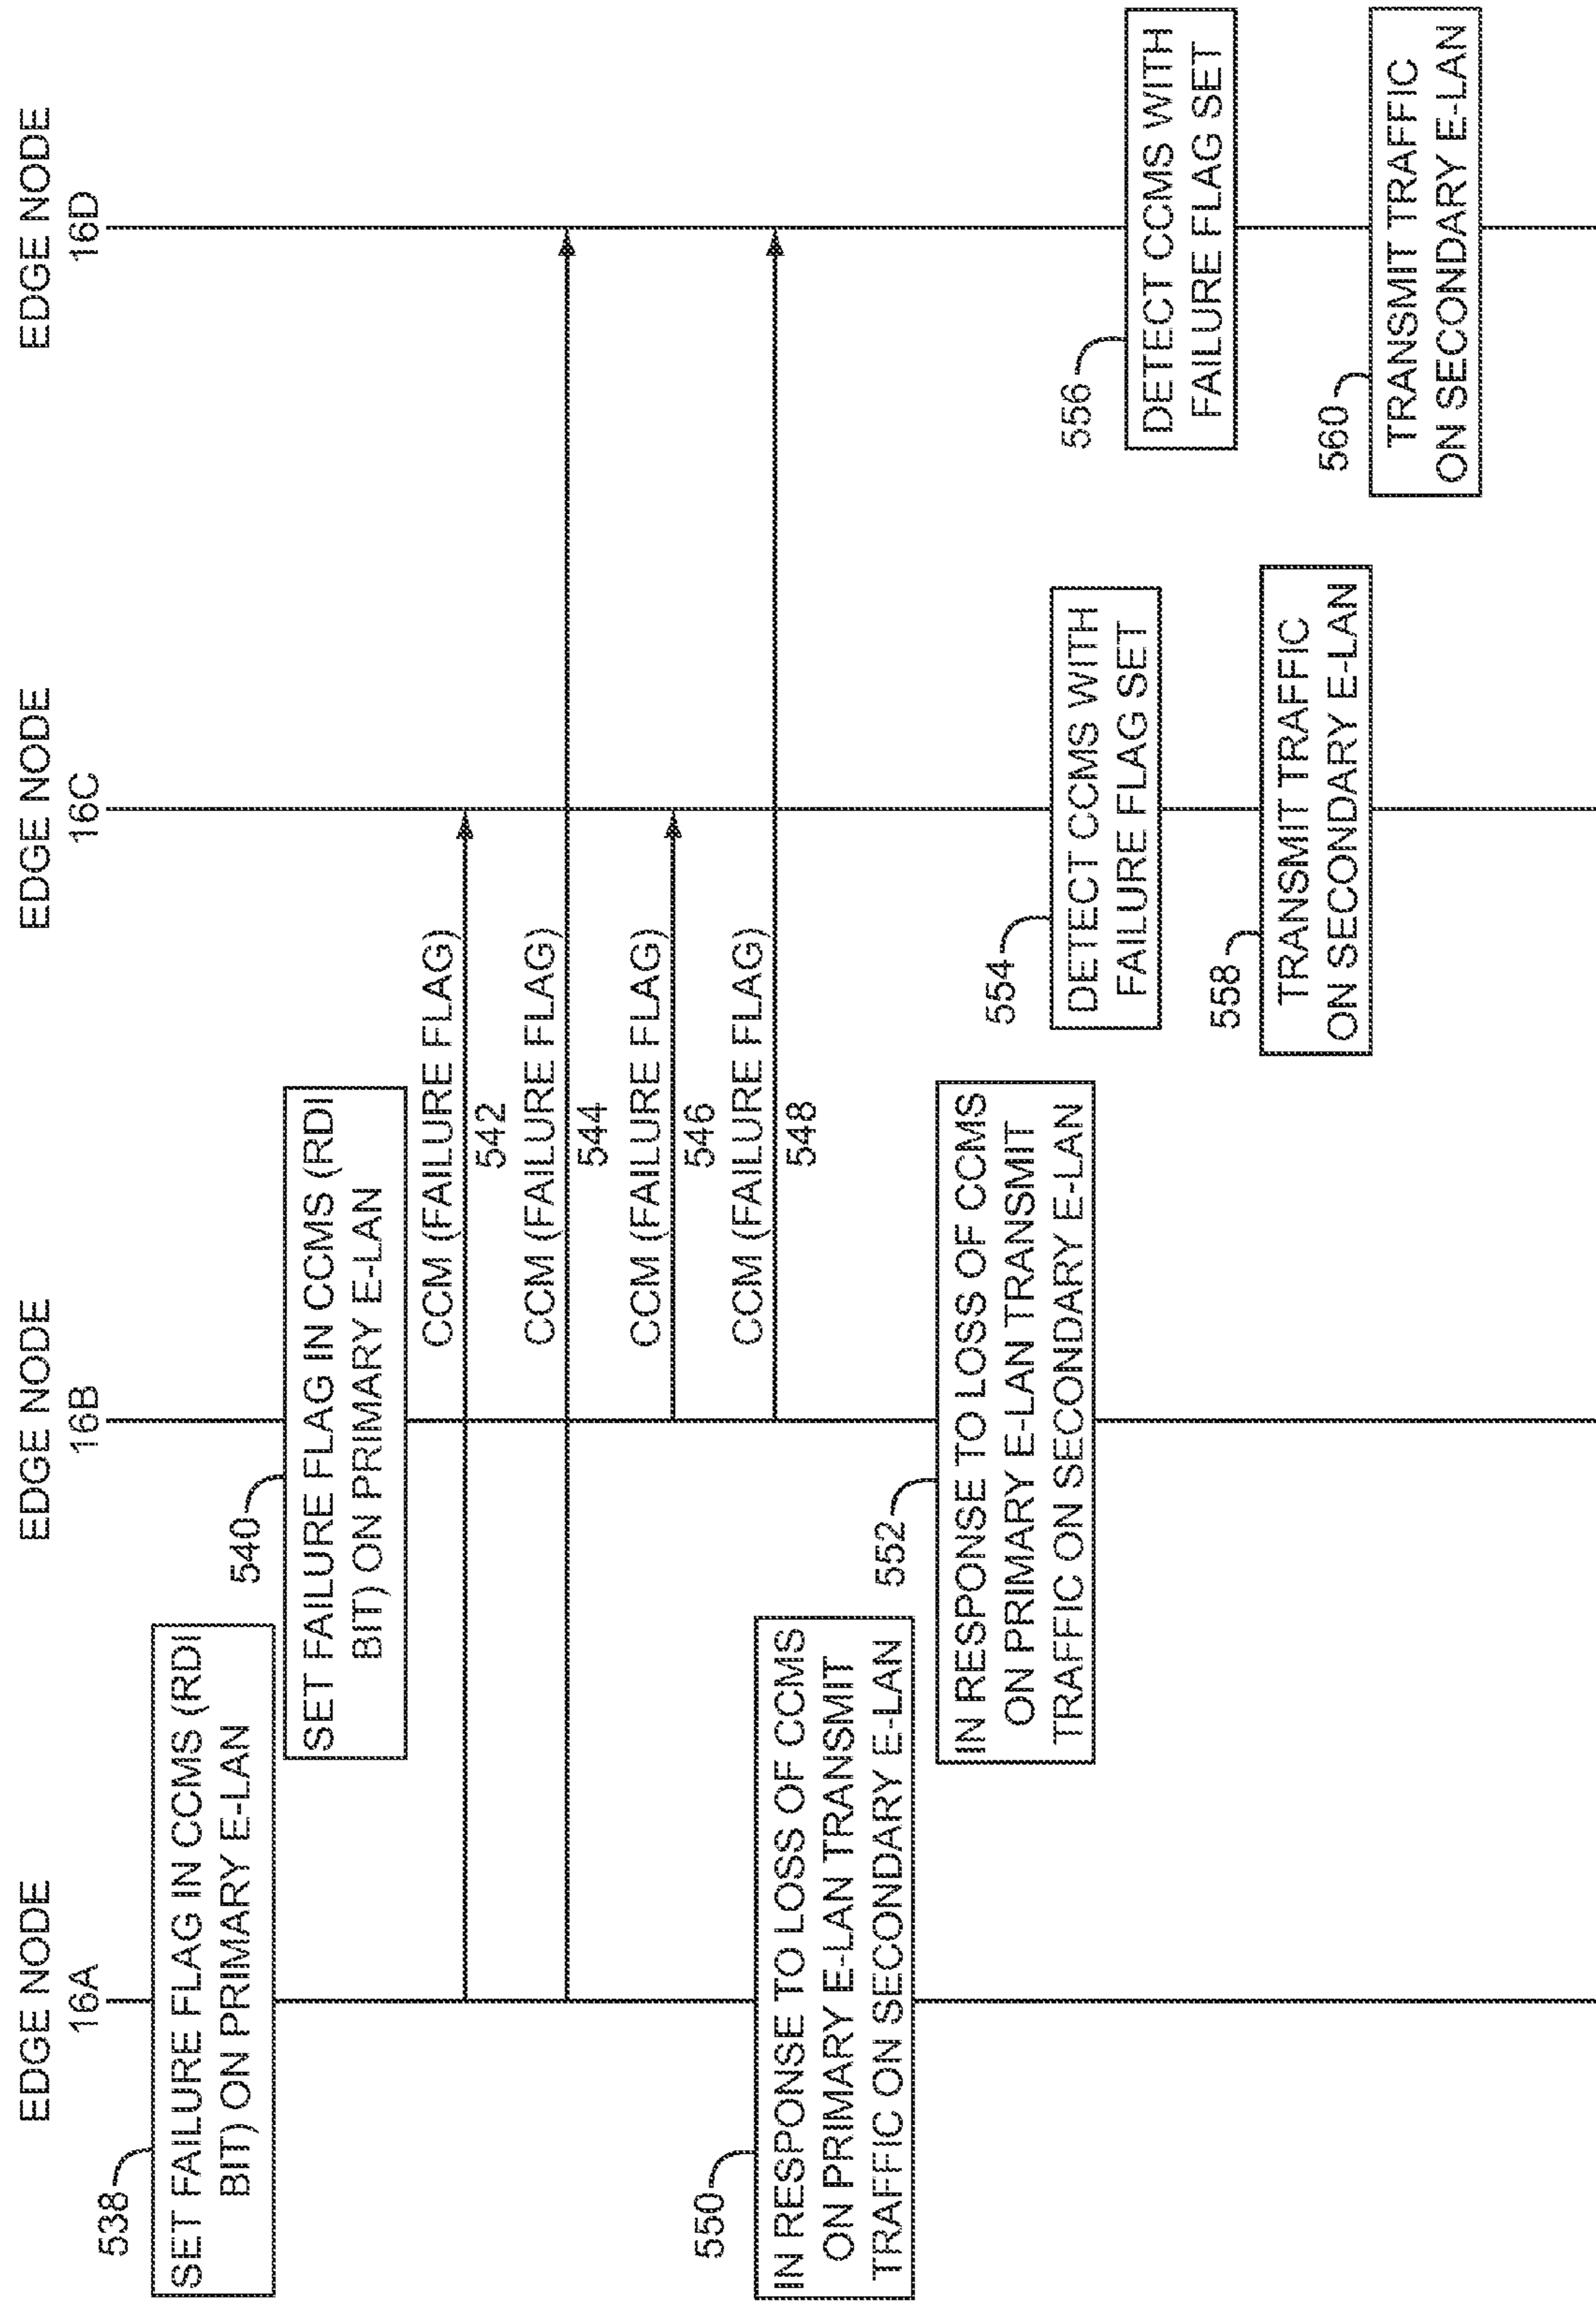 EDGE NODE
16A
EDGE NODE
16B
EDGE NODE
16C
EDGE NODE
16D
538
SET FAILURE FLAG IN CCMS (RDI
BIT) ON PRIMARY E-LAN
540
SET FAILURE FLAG IN CCMS (RDI
BIT) ON PRIMARY E-LAN
CCM (FAILURE FLAG)
542
CCM (FAILURE FLAG)
544
CCM (FAILURE FLAG)
546
CCM (FAILURE FLAG)
548
550
IN RESPONSE TO LOSS OF CCMS
ON PRIMARY E-LAN TRANSMIT
TRAFFIC ON SECONDARY E-LAN
552
IN RESPONSE TO LOSS OF CCMS
ON PRIMARY E-LAN TRANSMIT
TRAFFIC ON SECONDARY E-LAN
554
DETECT CCMS WITH
FAILURE FLAG SET
556
DETECT CCMS WITH
FAILURE FLAG SET
558
TRANSMIT TRAFFIC
ON SECONDARY E-LAN
560
TRANSMIT TRAFFIC
ON SECONDARY E-LAN